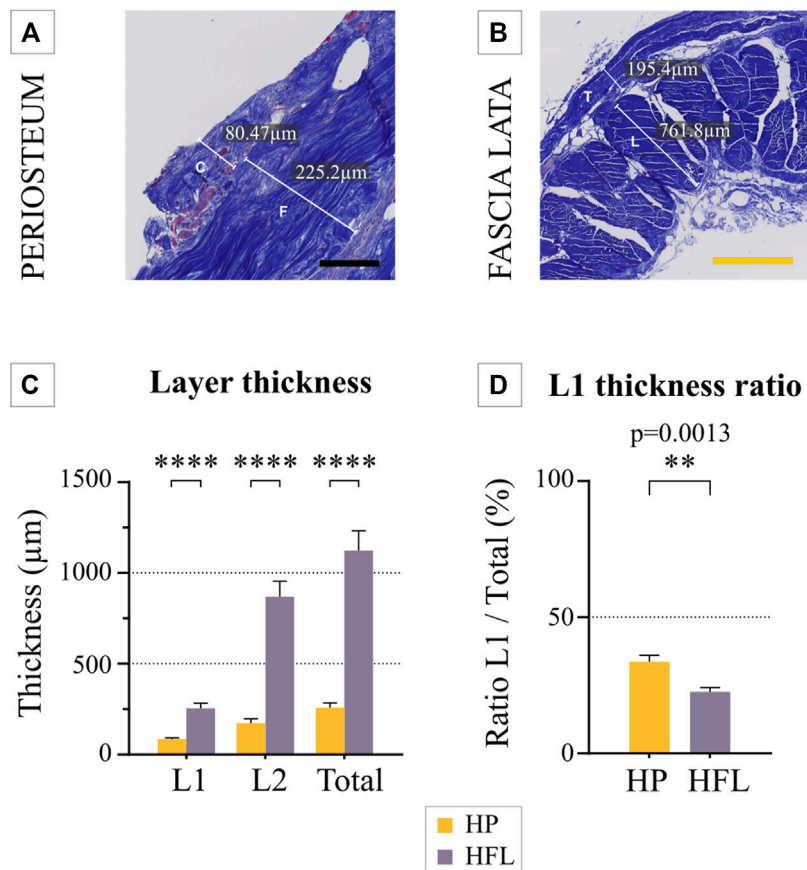 A
PERIOSTEUM
80.47µm
C
225.2µm
F
B
FASCIA LATA
195.4µm
T
761.8µm
L
C
Layer thickness
**** **** ****
Thickness (µm)
1500
1000
500
0
L1 L2 Total
D
L1 thickness ratio
p=0.0013
**
Ratio L1 / Total (%)
100
50
0
HP HFL
HP
HFL